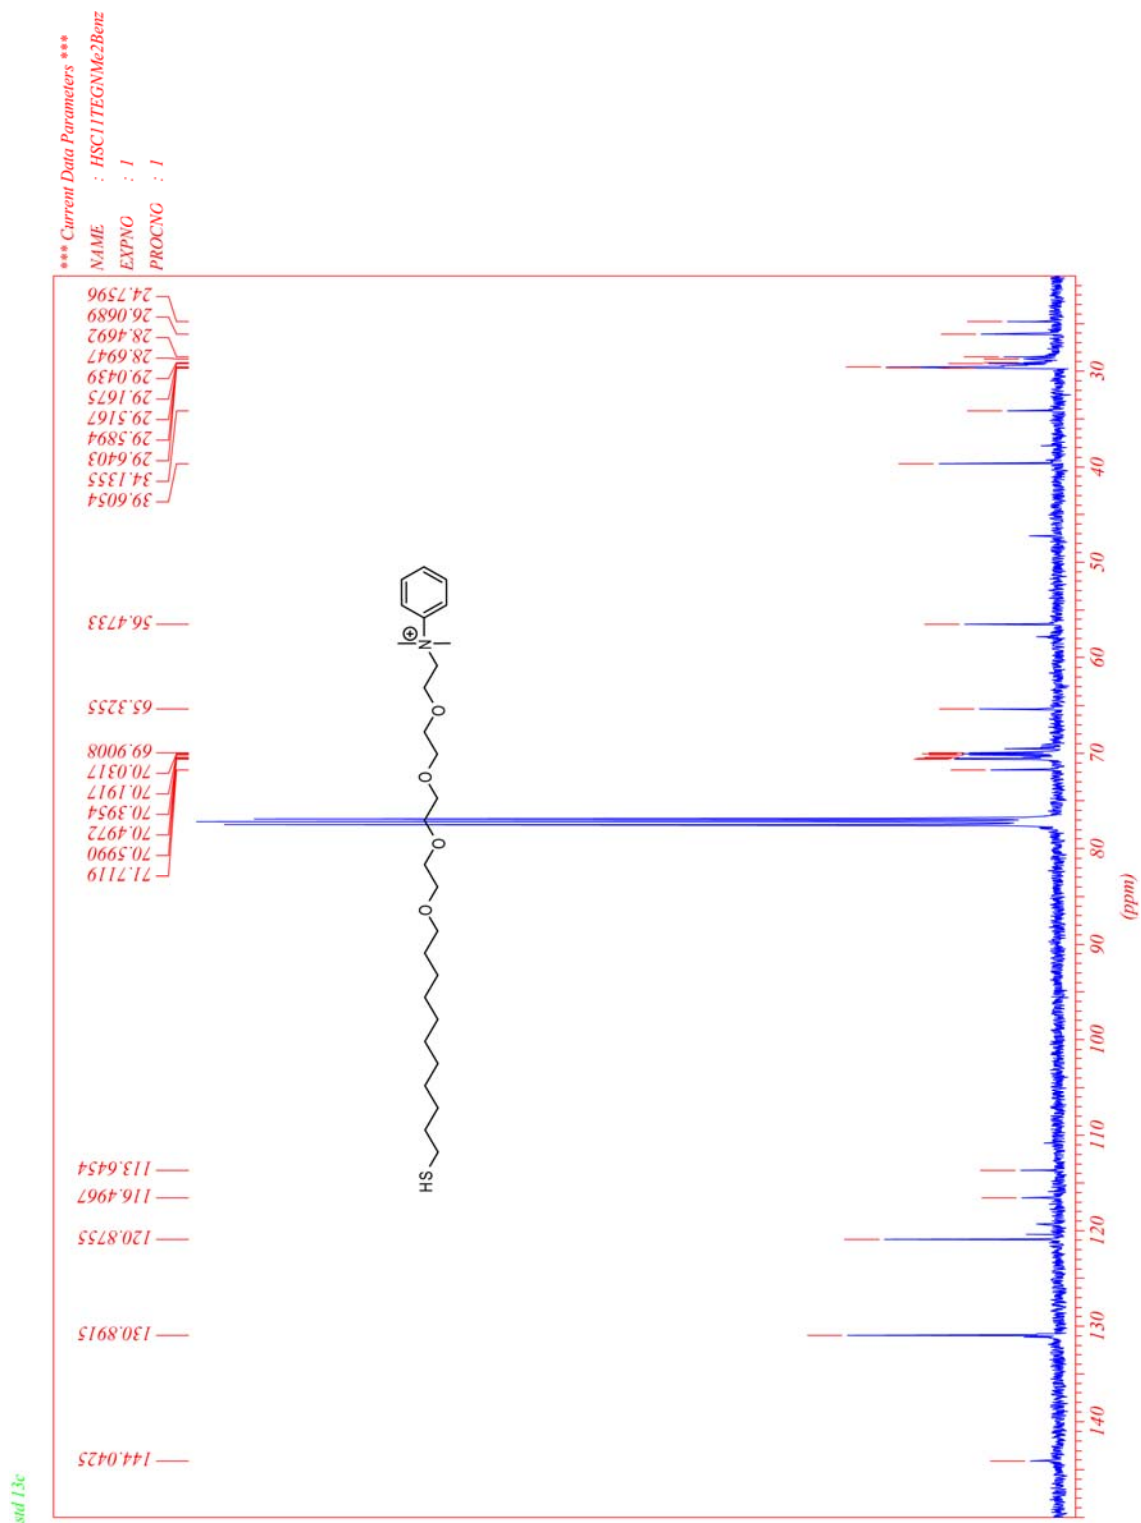 std 13c
*** Current Data Parameters ***
NAME : HSC11TEGNMe2Benz
EXPNO : 1
PROCNO : 1
144.0425
130.8915
120.8755
116.4967
113.6454
71.7119
70.5990
70.4972
70.3954
70.1917
70.0317
69.9008
65.3255
56.4733
39.6054
34.1355
29.6403
29.5894
29.5167
29.1675
29.0439
28.6947
28.4692
26.0689
24.7596
HS
O
O
O
O
N
⊕
140 130 120 110 100 90 80 70 60 50 40 30
(ppm)